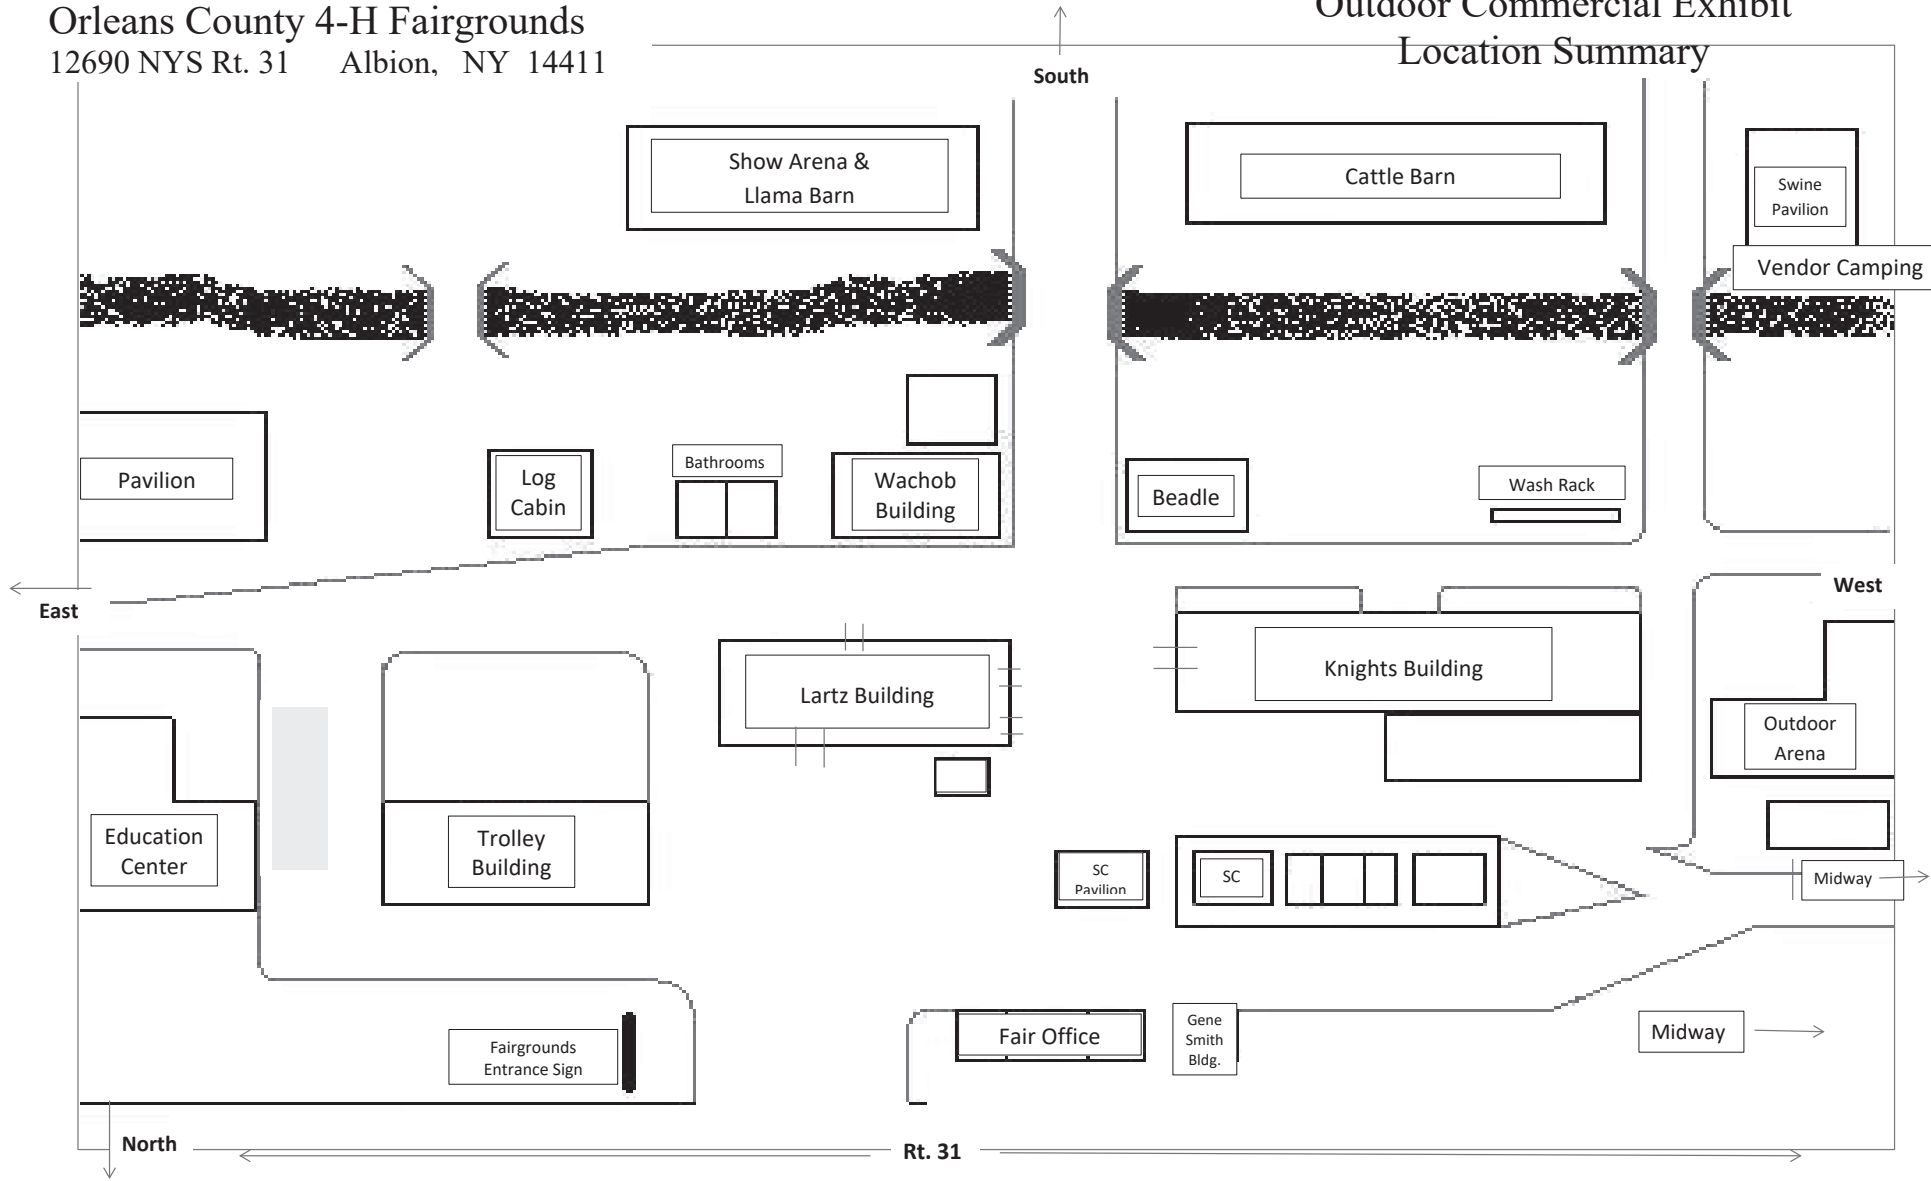 Orleans County 4-H Fairgrounds
12690 NYS Rt. 31 Albion, NY 14411
Outdoor Commercial Exhibit
Location Summary
South
Show Arena &
Llama Barn
Cattle Barn
Swine
Pavilion
Vendor Camping
Pavilion
Log
Cabin
Bathrooms
Wachob
Building
Beadle
Wash Rack
East
West
Lartz Building
Knights Building
Outdoor
Arena
Education
Center
Trolley
Building
SC
Pavilion
SC
Midway
Fairgrounds
Entrance Sign
Fair Office
Gene
Smith
Bldg.
Midway
North
Rt. 31